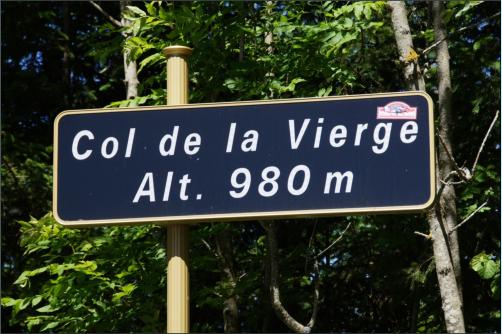 Col de la Vierge
Alt. 980 m